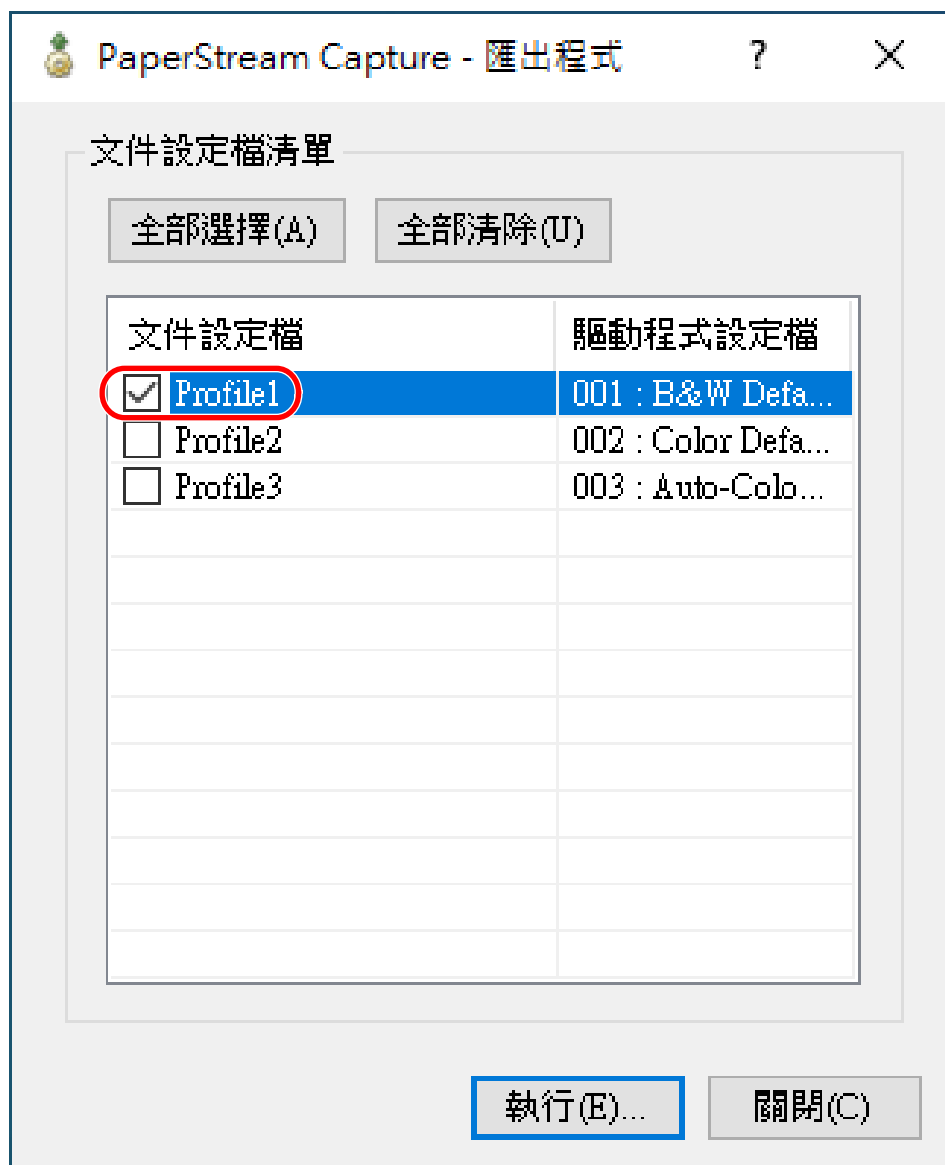 PaperStream Capture - 匯出程式 ?
文件設定檔清單
全部選擇(A) 全部清除(U)
文件設定檔 驅動程式設定檔
Profile1 001 : B&W Defa...
Profile2 002 : Color Defa...
Profile3 003 : Auto-Colo...
執行(E)... 關閉(C)